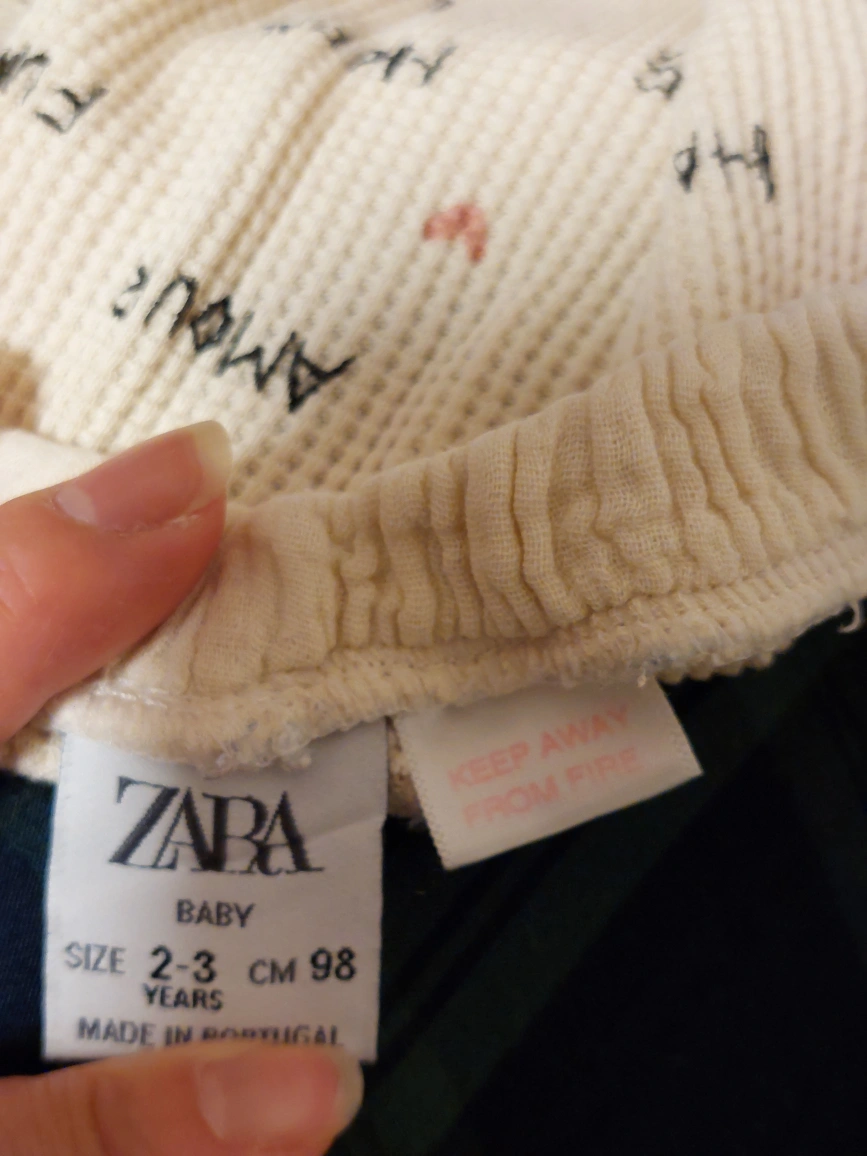 AMOUR
KEEP AWAY
FROM FIRE
ZARA
BABY
SIZE 2-3 CM 98
YEARS
MADE IN PORTUGAL